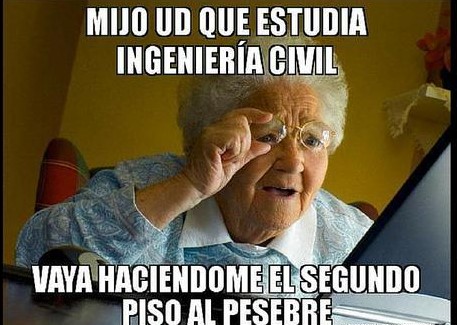 MIJO UD QUE ESTUDIA
INGENIERÍA CIVIL
VAYA HACIENDOME EL SEGUNDO
PISO AL PESEBRE